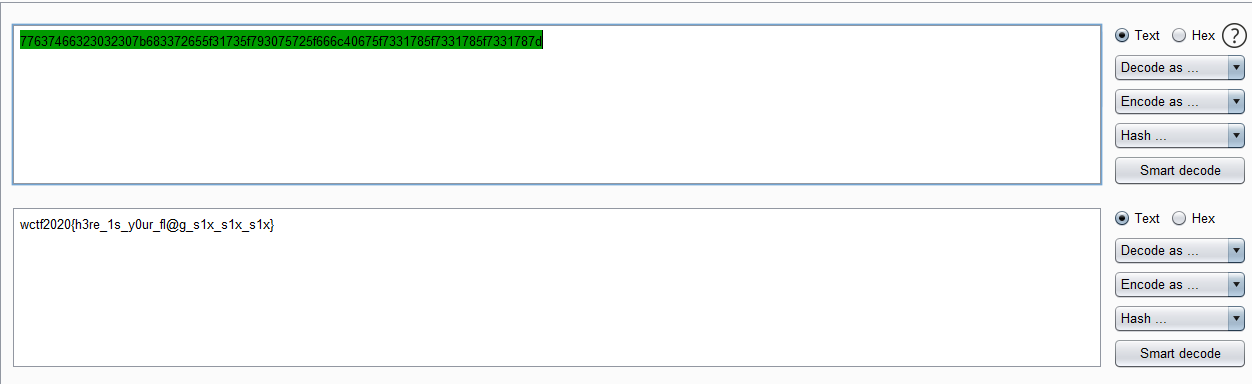 77637466323032307b683372655f31735f793075725f666c40675f7331785f7331785f7331787d
Text
Hex
?
Decode as ...
Encode as ...
Hash ...
Smart decode
wctf2020{h3re_1s_y0ur_fl@g_s1x_s1x_s1x}
Text
Hex
Decode as ...
Encode as ...
Hash ...
Smart decode